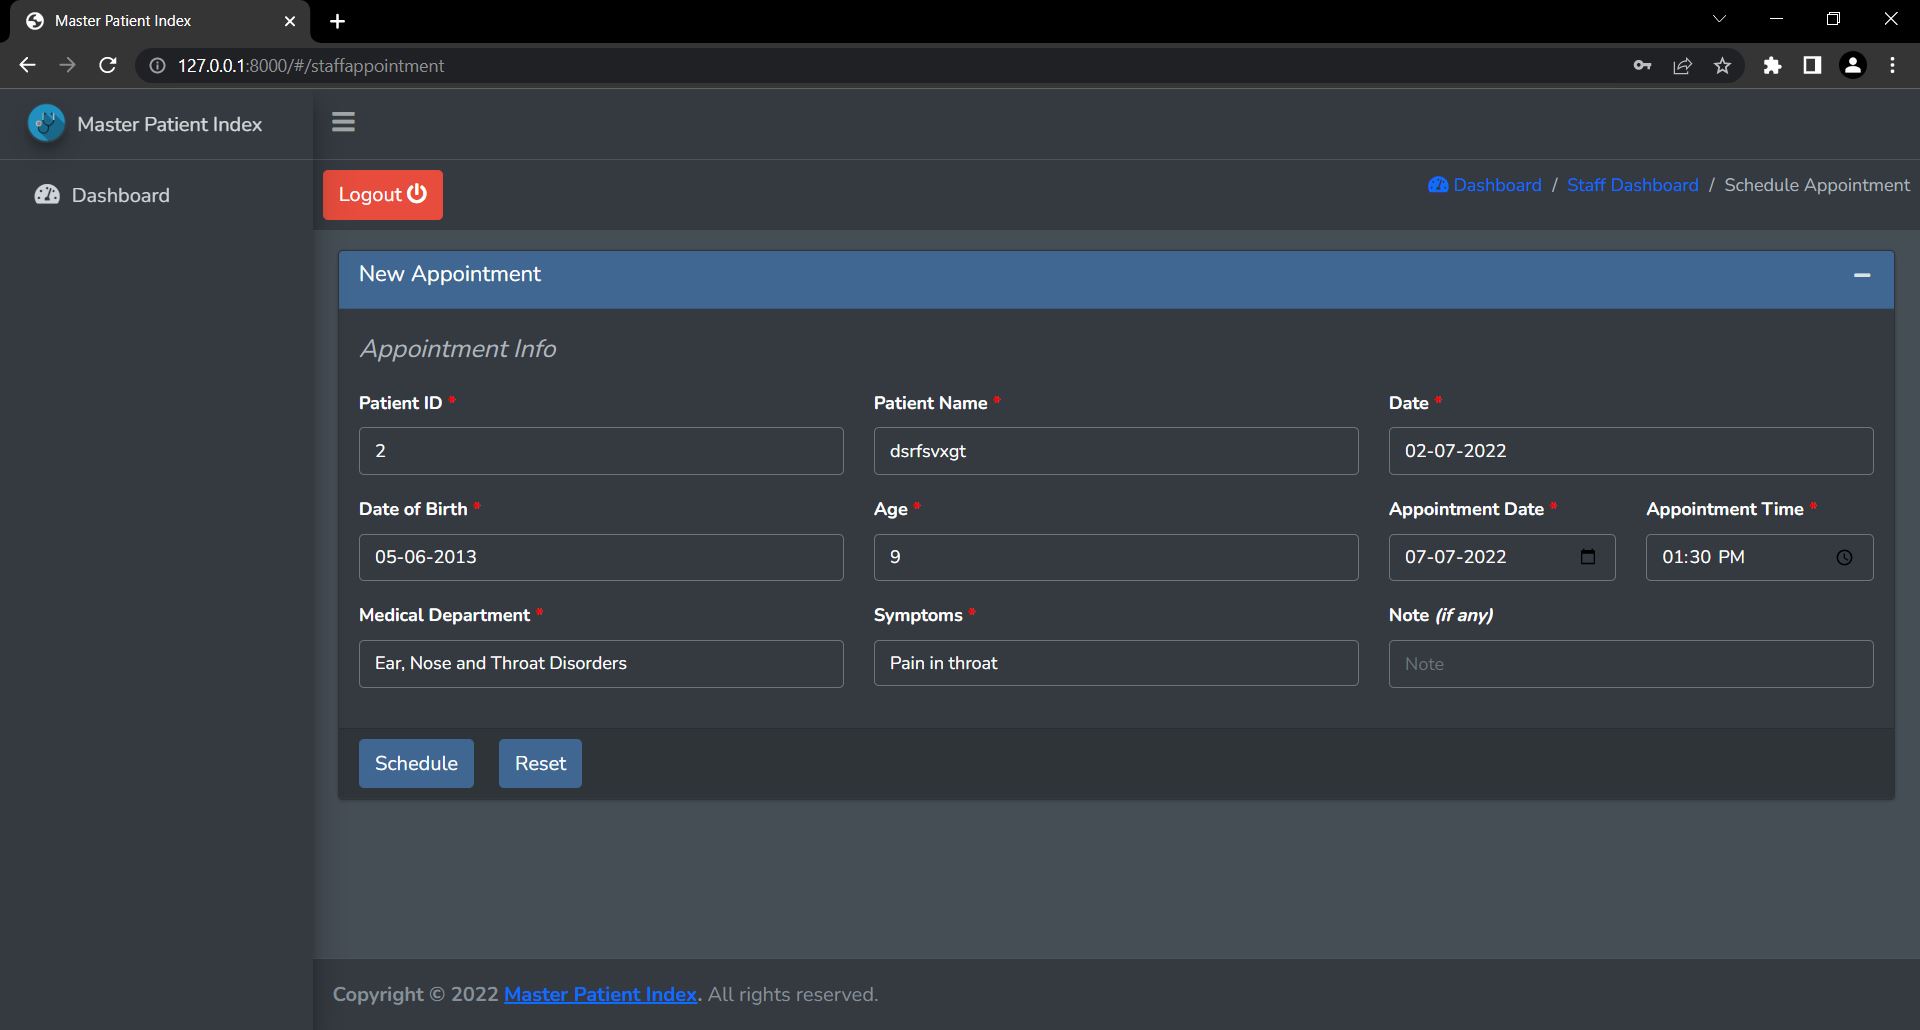 Master Patient Index
127.0.0.1:8000/#/staffappointment
Master Patient Index
Dashboard
Logout
Dashboard / Staff Dashboard / Schedule Appointment
New Appointment
Appointment Info
Patient ID * Patient Name * Date *
2 dsrfsvxgt 02-07-2022
Date of Birth * Age * Appointment Date * Appointment Time *
05-06-2013 9 07-07-2022 01:30 PM
Medical Department * Symptoms * Note (if any)
Ear, Nose and Throat Disorders Pain in throat Note
Schedule Reset
Copyright © 2022 Master Patient Index. All rights reserved.